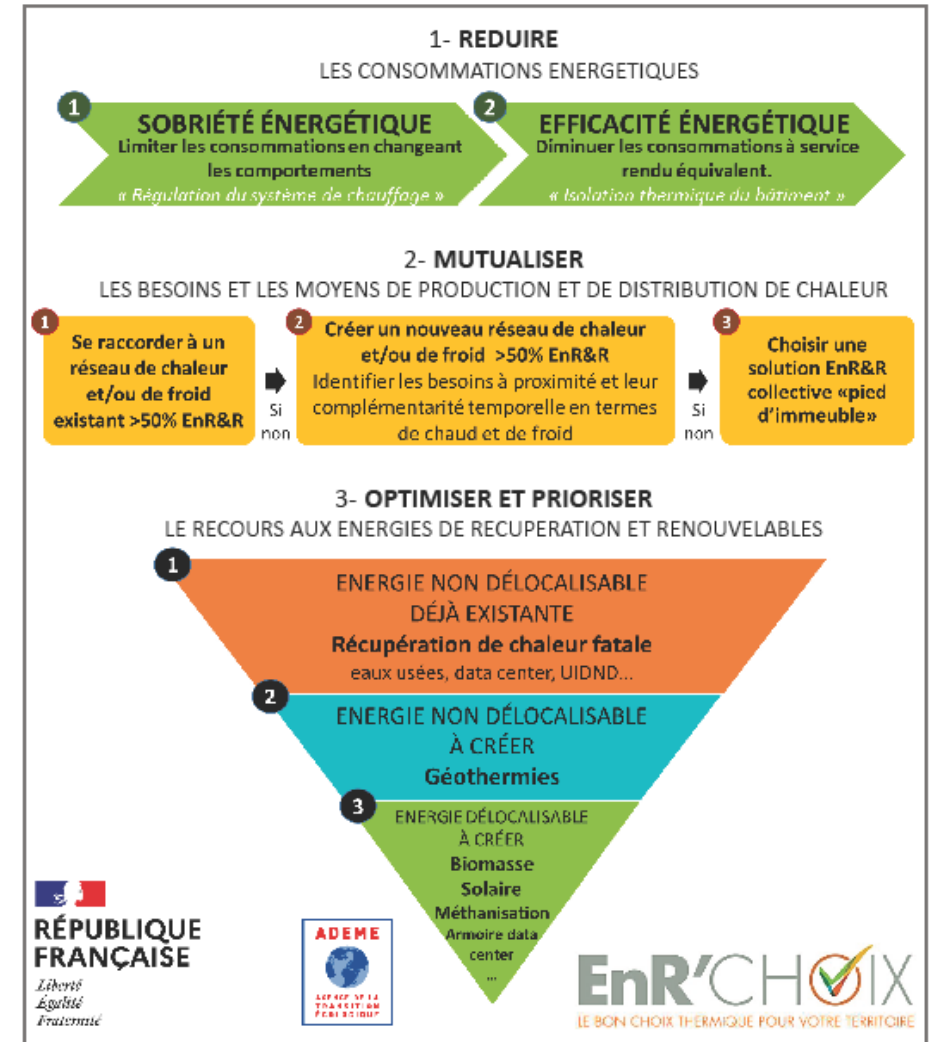 1- REDUIRE
LES CONSOMMATIONS ENERGETIQUES
1
SOBRIÉTÉ ÉNERGÉTIQUE
Limiter les consommations en changeant
les comportements
« Régulation du système de chauffage »
2
EFFICACITÉ ÉNERGÉTIQUE
Diminuer les consommations à service
rendu équivalent.
« Isolation thermique du bâtiment »
2- MUTUALISER
LES BESOINS ET LES MOYENS DE PRODUCTION ET DE DISTRIBUTION DE CHALEUR
1
Se raccorder à un
réseau de chaleur
et/ou de froid
existant >50% EnR&R
Si
non
2
Créer un nouveau réseau de chaleur
et/ou de froid >50% EnR&R
Identifier les besoins à proximité et leur
complémentarité temporelle en termes
de chaud et de froid
Si
non
3
Choisir une
solution EnR&R
collective «pied
d'immeuble»
3- OPTIMISER ET PRIORISER
LE RECOURS AUX ENERGIES DE RECUPERATION ET RENOUVELABLES
1
ENERGIE NON DÉLOCALISABLE
DÉJÀ EXISTANTE
Récupération de chaleur fatale
eaux usées, data center, UIDND...
2
ENERGIE NON DÉLOCALISABLE
À CRÉER
Géothermies
3
ENERGIE DÉLOCALISABLE
À CRÉER
Biomasse
Solaire
Méthanisation
Armoire data
center
...
RÉPUBLIQUE
FRANÇAISE
Liberté
Égalité
Fraternité
ADEME
AGENCE DE LA
TRANSITION
ÉCOLOGIQUE
EnR'CHOIX
LE BON CHOIX THERMIQUE POUR VOTRE TERRITOIRE